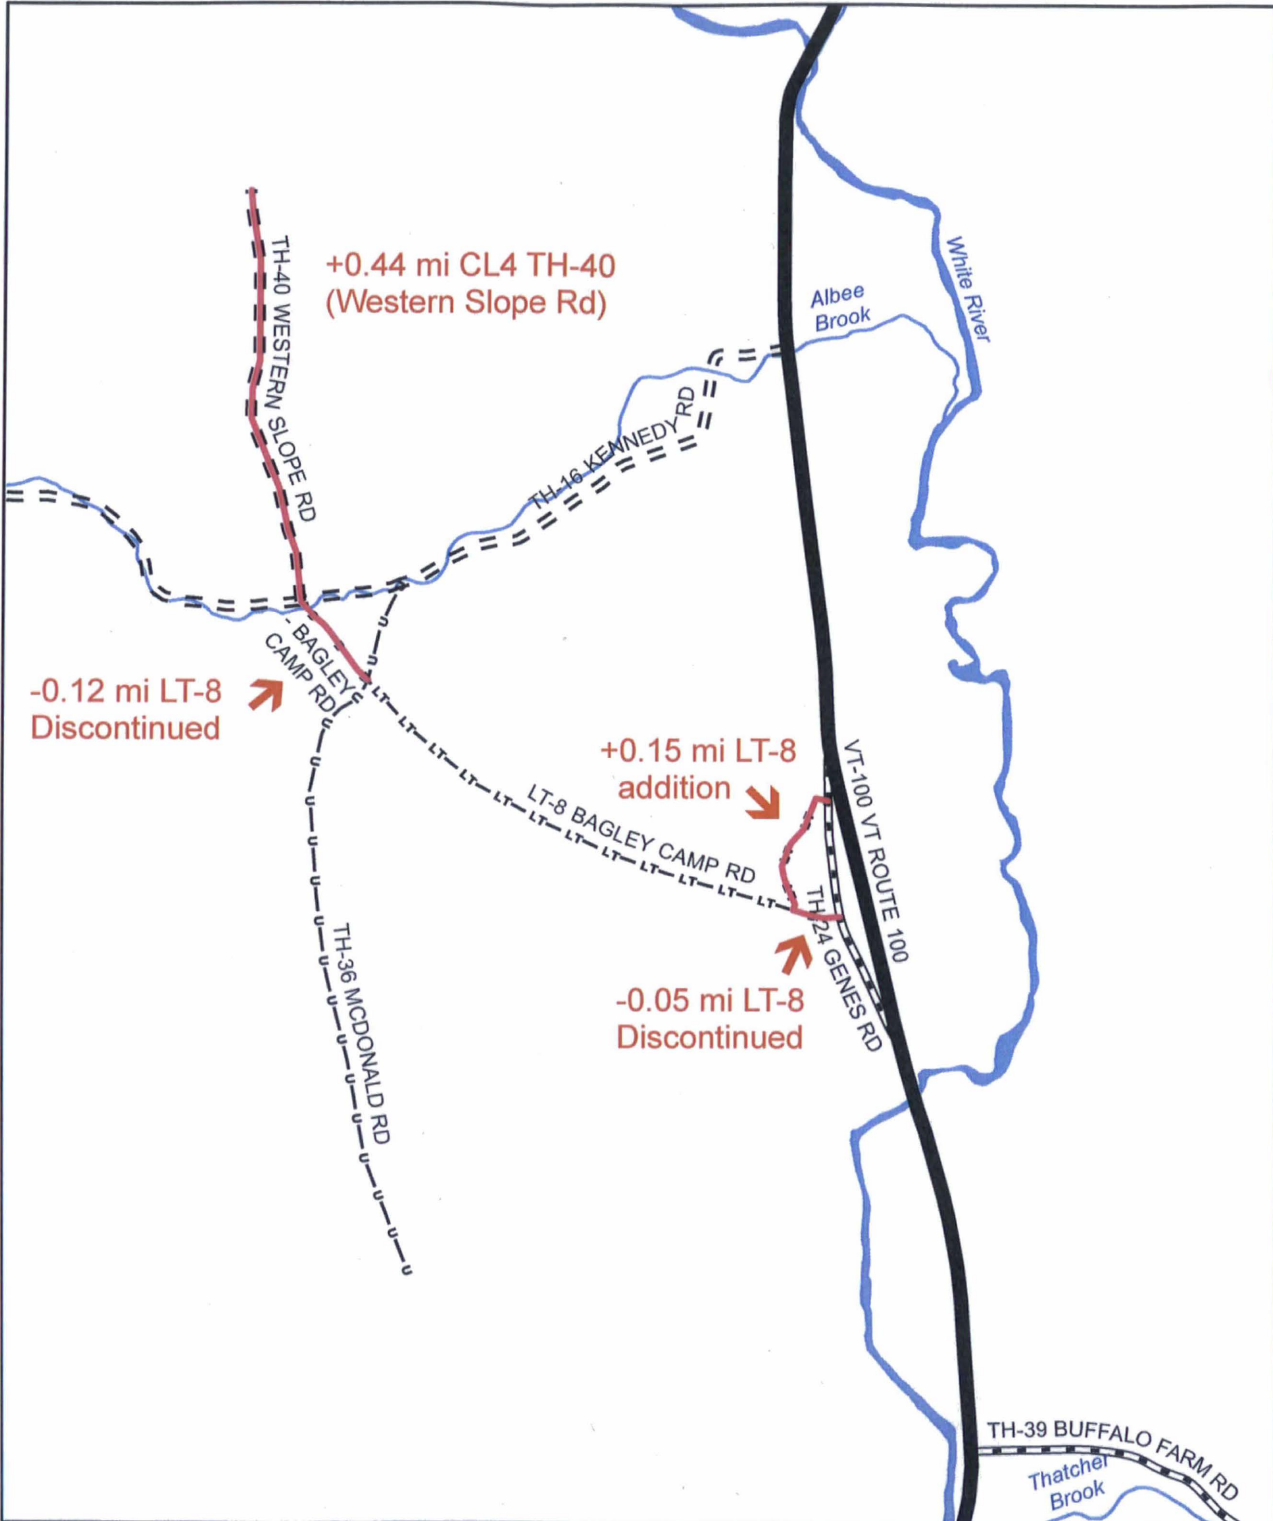 White River
Albee
Brook
TH-40 WESTERN SLOPE RD
+0.44 mi CL4 TH-40
(Western Slope Rd)
TH-16 KENNEDY RD
BAGLEY
CAMP RD
-0.12 mi LT-8
Discontinued
+0.15 mi LT-8
addition
VT-100 VT ROUTE 100
LT-8 BAGLEY CAMP RD
TH-24 GENES RD
-0.05 mi LT-8
Discontinued
TH-36 MCDONALD RD
TH-39 BUFFALO FARM RD
Thatcher
Brook